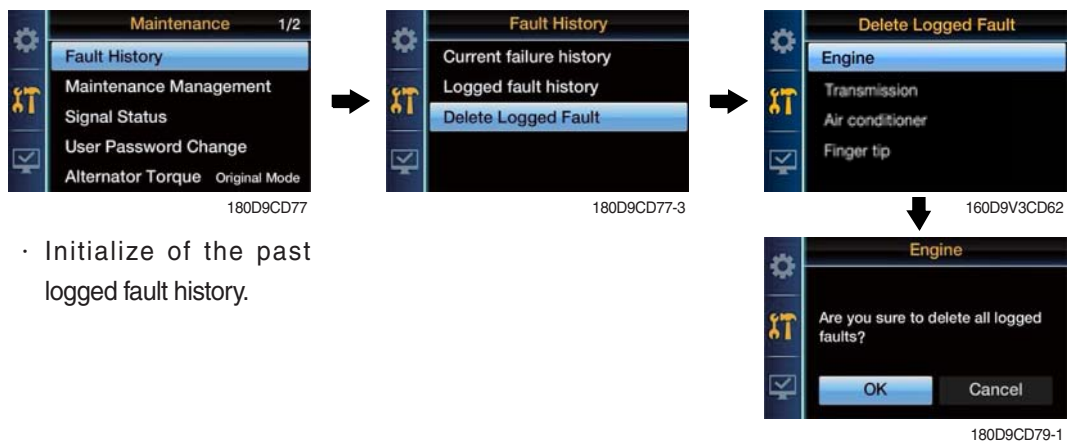 Maintenance 1/2
Fault History
Maintenance Management
Signal Status
User Password Change
Alternator Torque Original Mode
180D9CD77
Fault History
Current failure history
Logged fault history
Delete Logged Fault
180D9CD77-3
Delete Logged Fault
Engine
Transmission
Air conditioner
Finger tip
160D9V3CD62
· Initialize of the past
logged fault history.
Engine
Are you sure to delete all logged
faults?
OK Cancel
180D9CD79-1